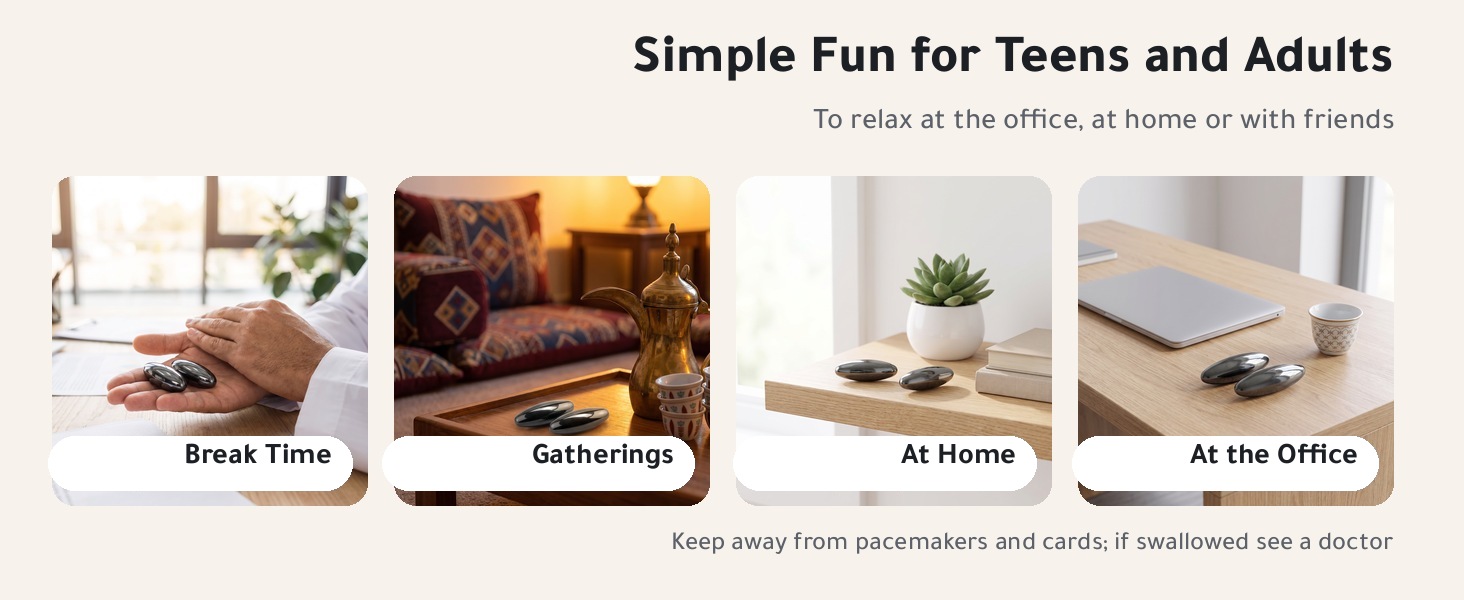 Simple Fun for Teens and Adults
To relax at the office, at home or with friends
Break Time
Gatherings
At Home
At the Office
Keep away from pacemakers and cards; if swallowed see a doctor